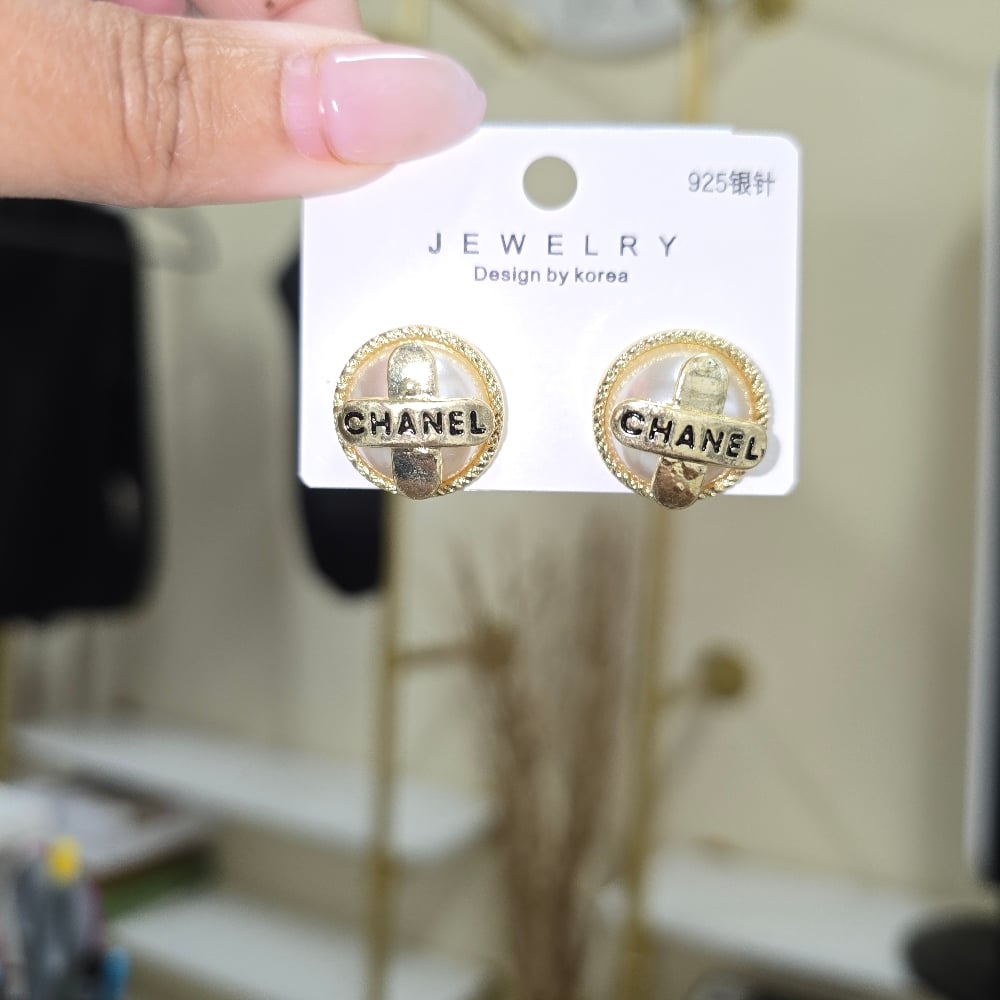 925银针
JEWELRY
Design by korea
CHANEL
CHANEL